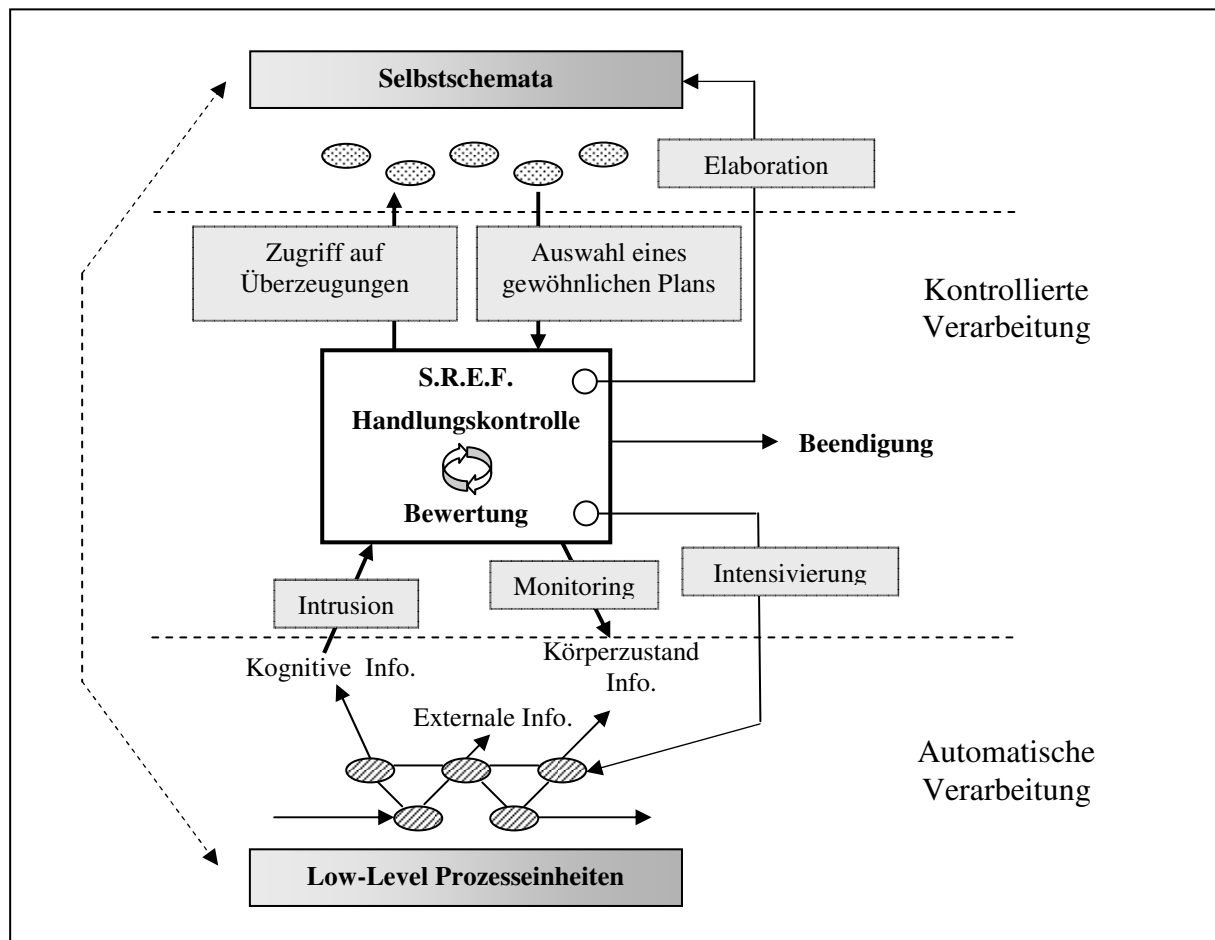 Selbstschemata
Elaboration
Zugriff auf
Überzeugungen
Auswahl eines
gewöhnlichen Plans
Kontrollierte
Verarbeitung
S.R.E.F.
Handlungskontrolle
Bewertung
Beendigung
Intrusion
Monitoring
Intensivierung
Kognitive Info.
Körperzustand
Info.
Externale Info.
Automatische
Verarbeitung
Low-Level Prozesseinheiten